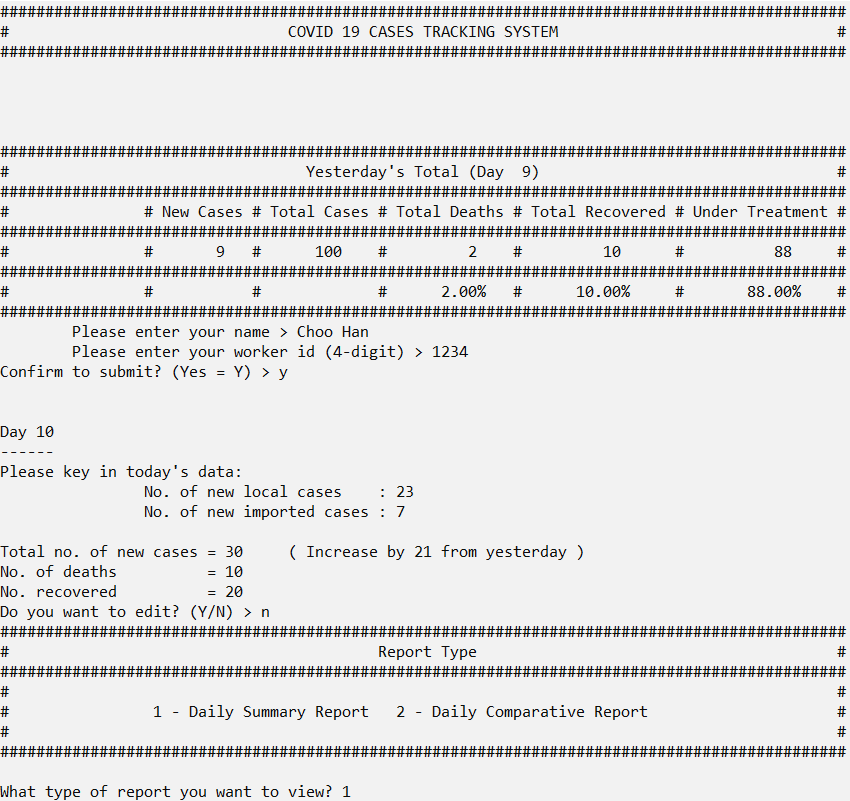 ##############################################################################################
#                               COVID 19 CASES TRACKING SYSTEM                               #
##############################################################################################
##############################################################################################
#                                 Yesterday's Total (Day  9)                                 #
##############################################################################################
#               # New Cases # Total Cases # Total Deaths # Total Recovered # Under Treatment #
##############################################################################################
#               #       9   #      100    #         2    #         10      #          88     #
##############################################################################################
#               #           #             #      2.00%   #      10.00%     #       88.00%    #
##############################################################################################
        Please enter your name > Choo Han
        Please enter your worker id (4-digit) > 1234
Confirm to submit? (Yes = Y) > y
Day 10
------
Please key in today's data:
                No. of new local cases    : 23
                No. of new imported cases : 7
Total no. of new cases = 30     ( Increase by 21 from yesterday )
No. of deaths          = 10
No. recovered          = 20
Do you want to edit? (Y/N) > n
##############################################################################################
#                                         Report Type                                        #
##############################################################################################
#                                                                                            #
#                1 - Daily Summary Report   2 - Daily Comparative Report                     #
#                                                                                            #
##############################################################################################
What type of report you want to view? 1